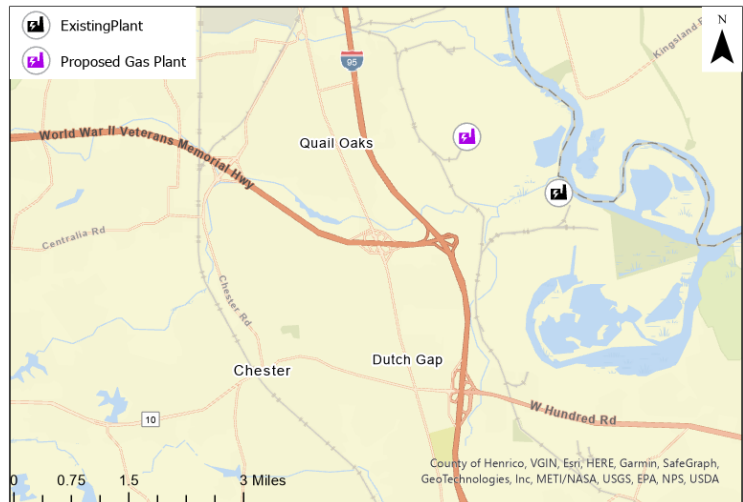 ExistingPlant
Proposed Gas Plant
N
95
Kingsland
Quail Oaks
World War II Veterans Memorial Hwy
Centralia Rd
Chester Rd
Dutch Gap
Chester
W Hundred Rd
10
0 0.75 1.5 3 Miles
County of Henrico, VGIN, Esri, HERE, Garmin, SafeGraph,
GeoTechnologies, Inc, METI/NASA, USGS, EPA, NPS, USDA